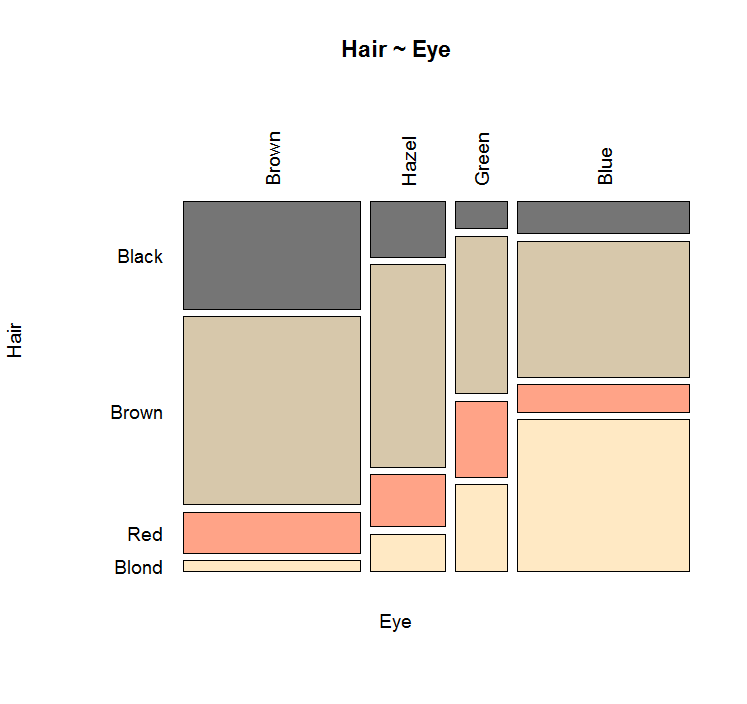 Hair ~ Eye
Brown
Hazel
Green
Blue
Black
Brown
Red
Blond
Hair
Eye